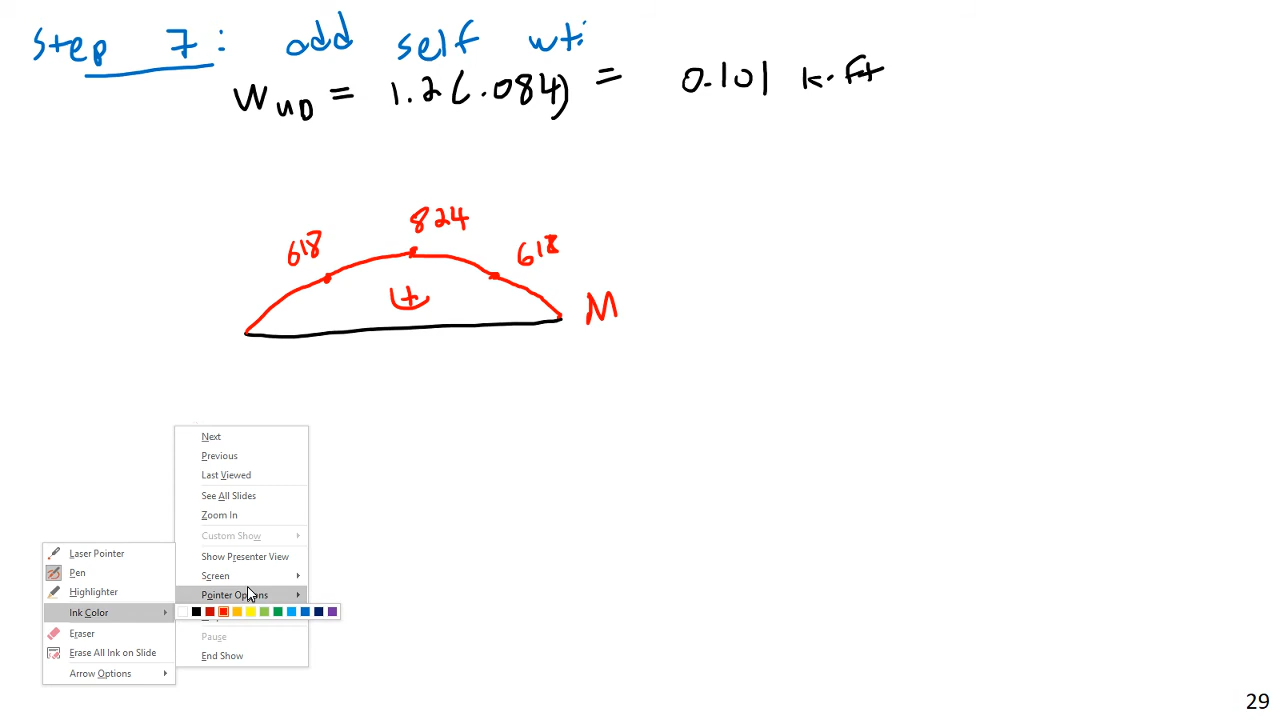 Step 7: add self wt:
WuD = 1.2(.084) = 0.101 k.ft
824
618
618
+
M
Next
Previous
Last Viewed
See All Slides
Zoom In
Custom Show
Show Presenter View
Screen
Pointer Options
Pause
End Show
Laser Pointer
Pen
Highlighter
Ink Color
Eraser
Erase All Ink on Slide
Arrow Options
29